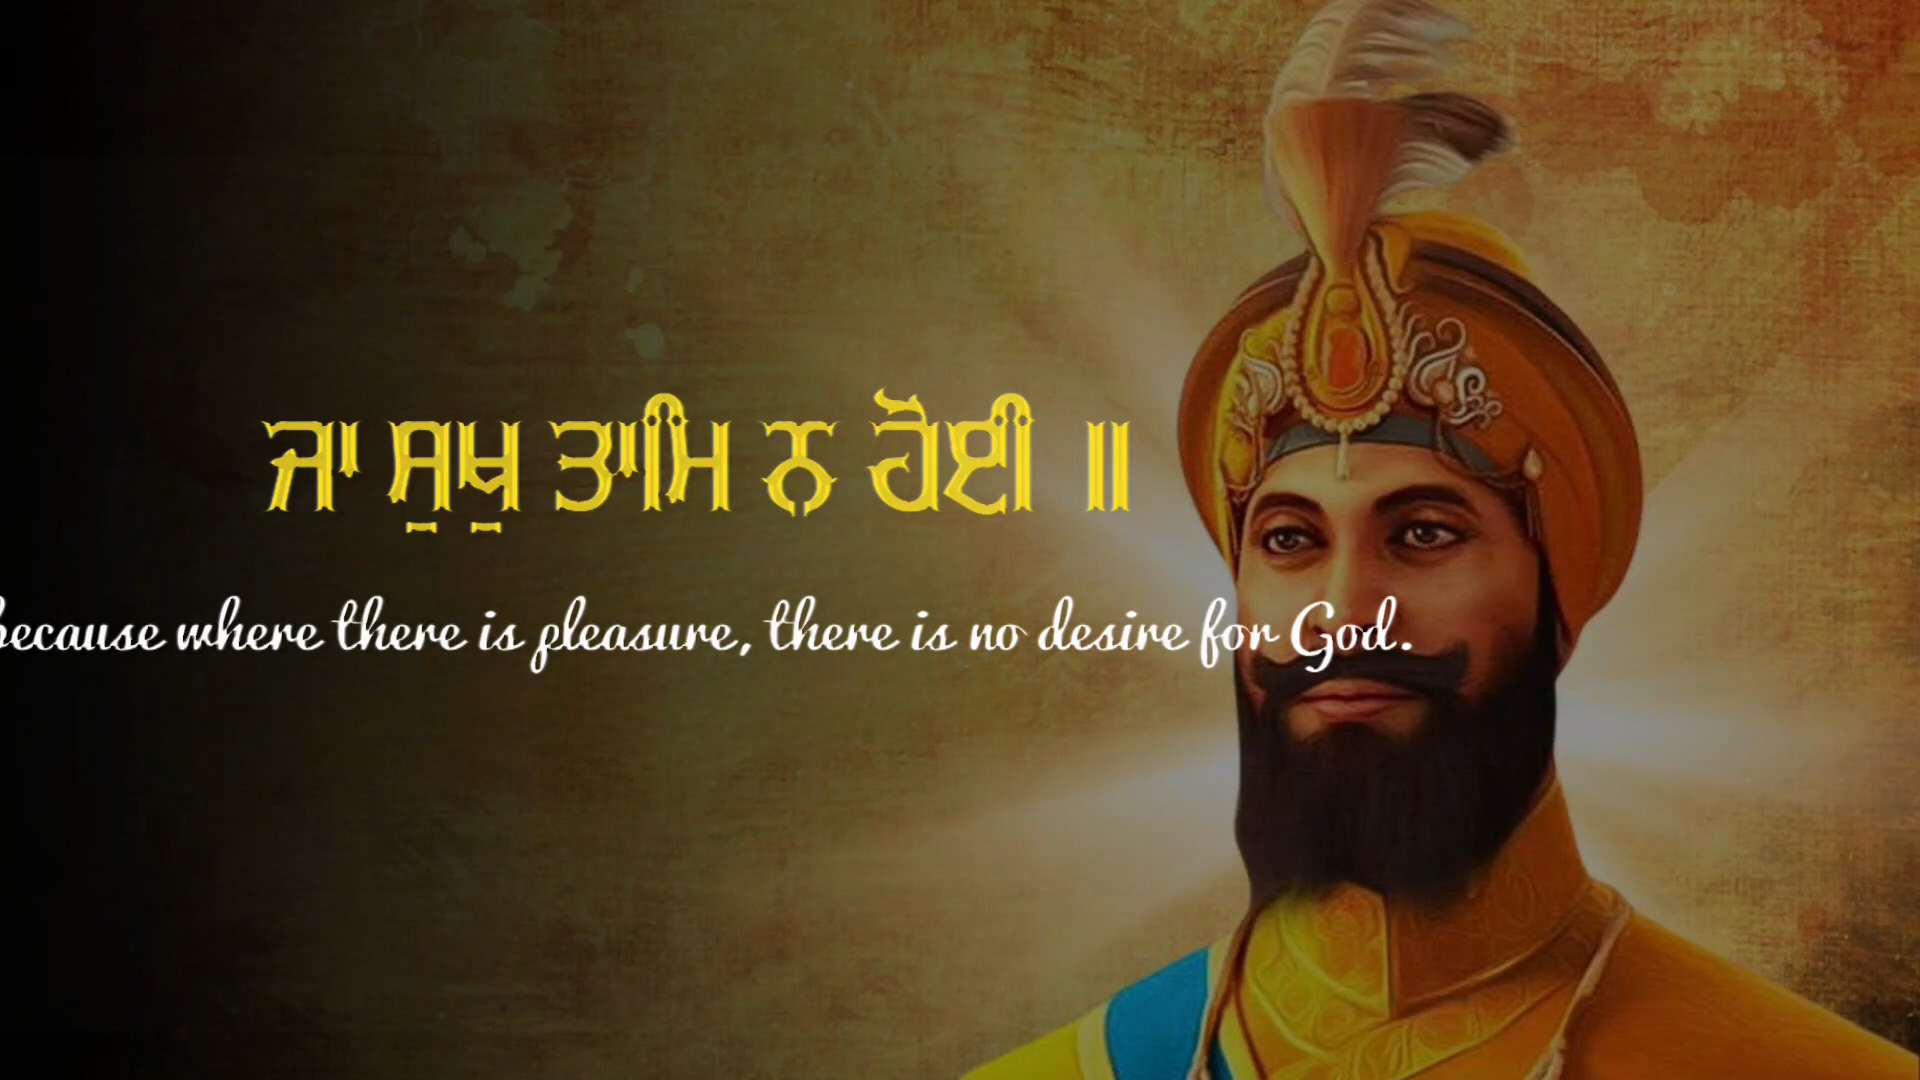 ਜਾ ਸੁਖੁ ਤਾਮਿ ਨ ਹੋਈ ॥
because where there is pleasure, there is no desire for God.